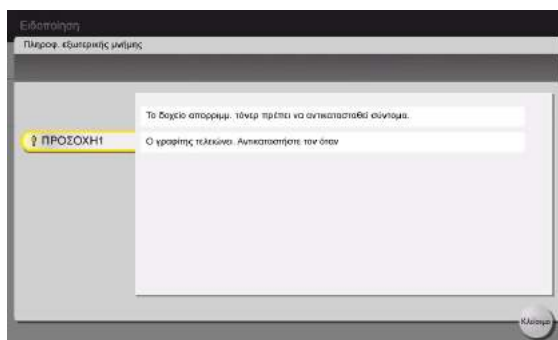 Ειδοποίηση
Πληροφ. εξωτερικής μνήμης
Το δοχείο απορριμμ. τόνερ πρέπει να αντικατασταθεί σύντομα.
ΠΡΟΣΟΧΗ1
Ο γραφίτης τελειώνει. Αντικαταστήστε τον όταν
Κλείσιμο